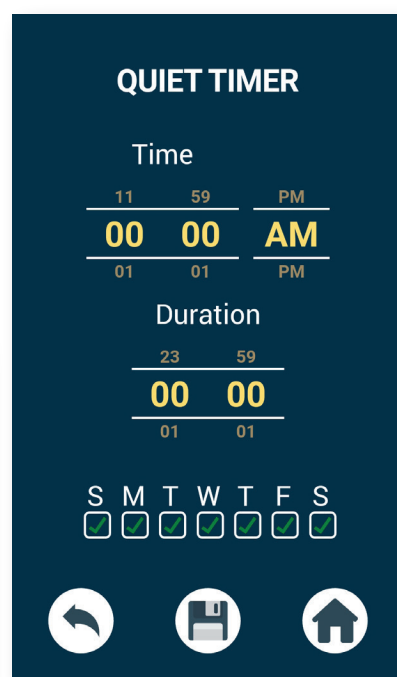 QUIET TIMER
Time
11 59 PM
00 00 AM
01 01 PM
Duration
23 59
00 00
01 01
S M T W T F S